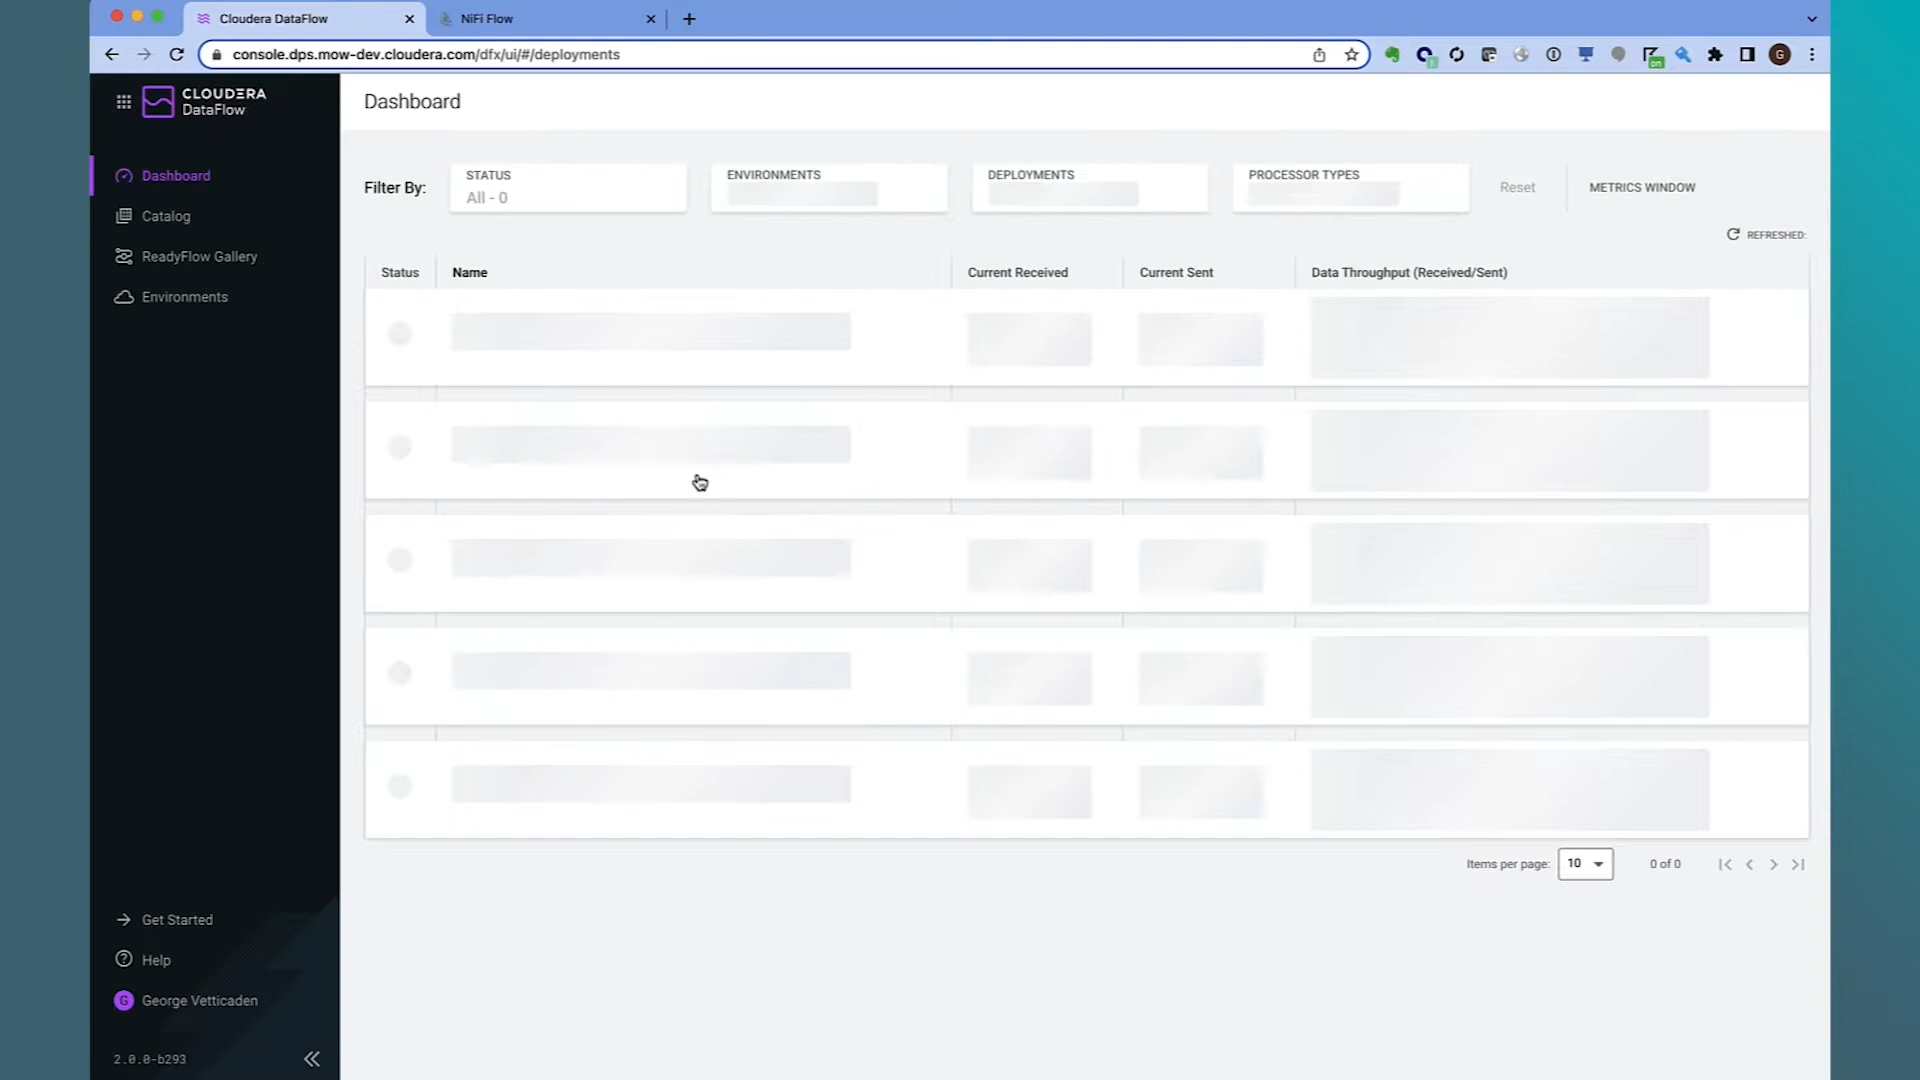 Cloudera DataFlow
NiFi Flow
console.dps.mow-dev.cloudera.com/dfx/ui/#/deployments
on
G
CLOUDERA
DataFlow
Dashboard
Catalog
ReadyFlow Gallery
Environments
Get Started
Help
G George Vetticaden
2.0.0-b293
Dashboard
Filter By:
STATUS
All - 0
ENVIRONMENTS
DEPLOYMENTS
PROCESSOR TYPES
Reset
METRICS WINDOW
REFRESHED:
Status Name Current Received Current Sent Data Throughput (Received/Sent)
Items per page: 10 0 of 0